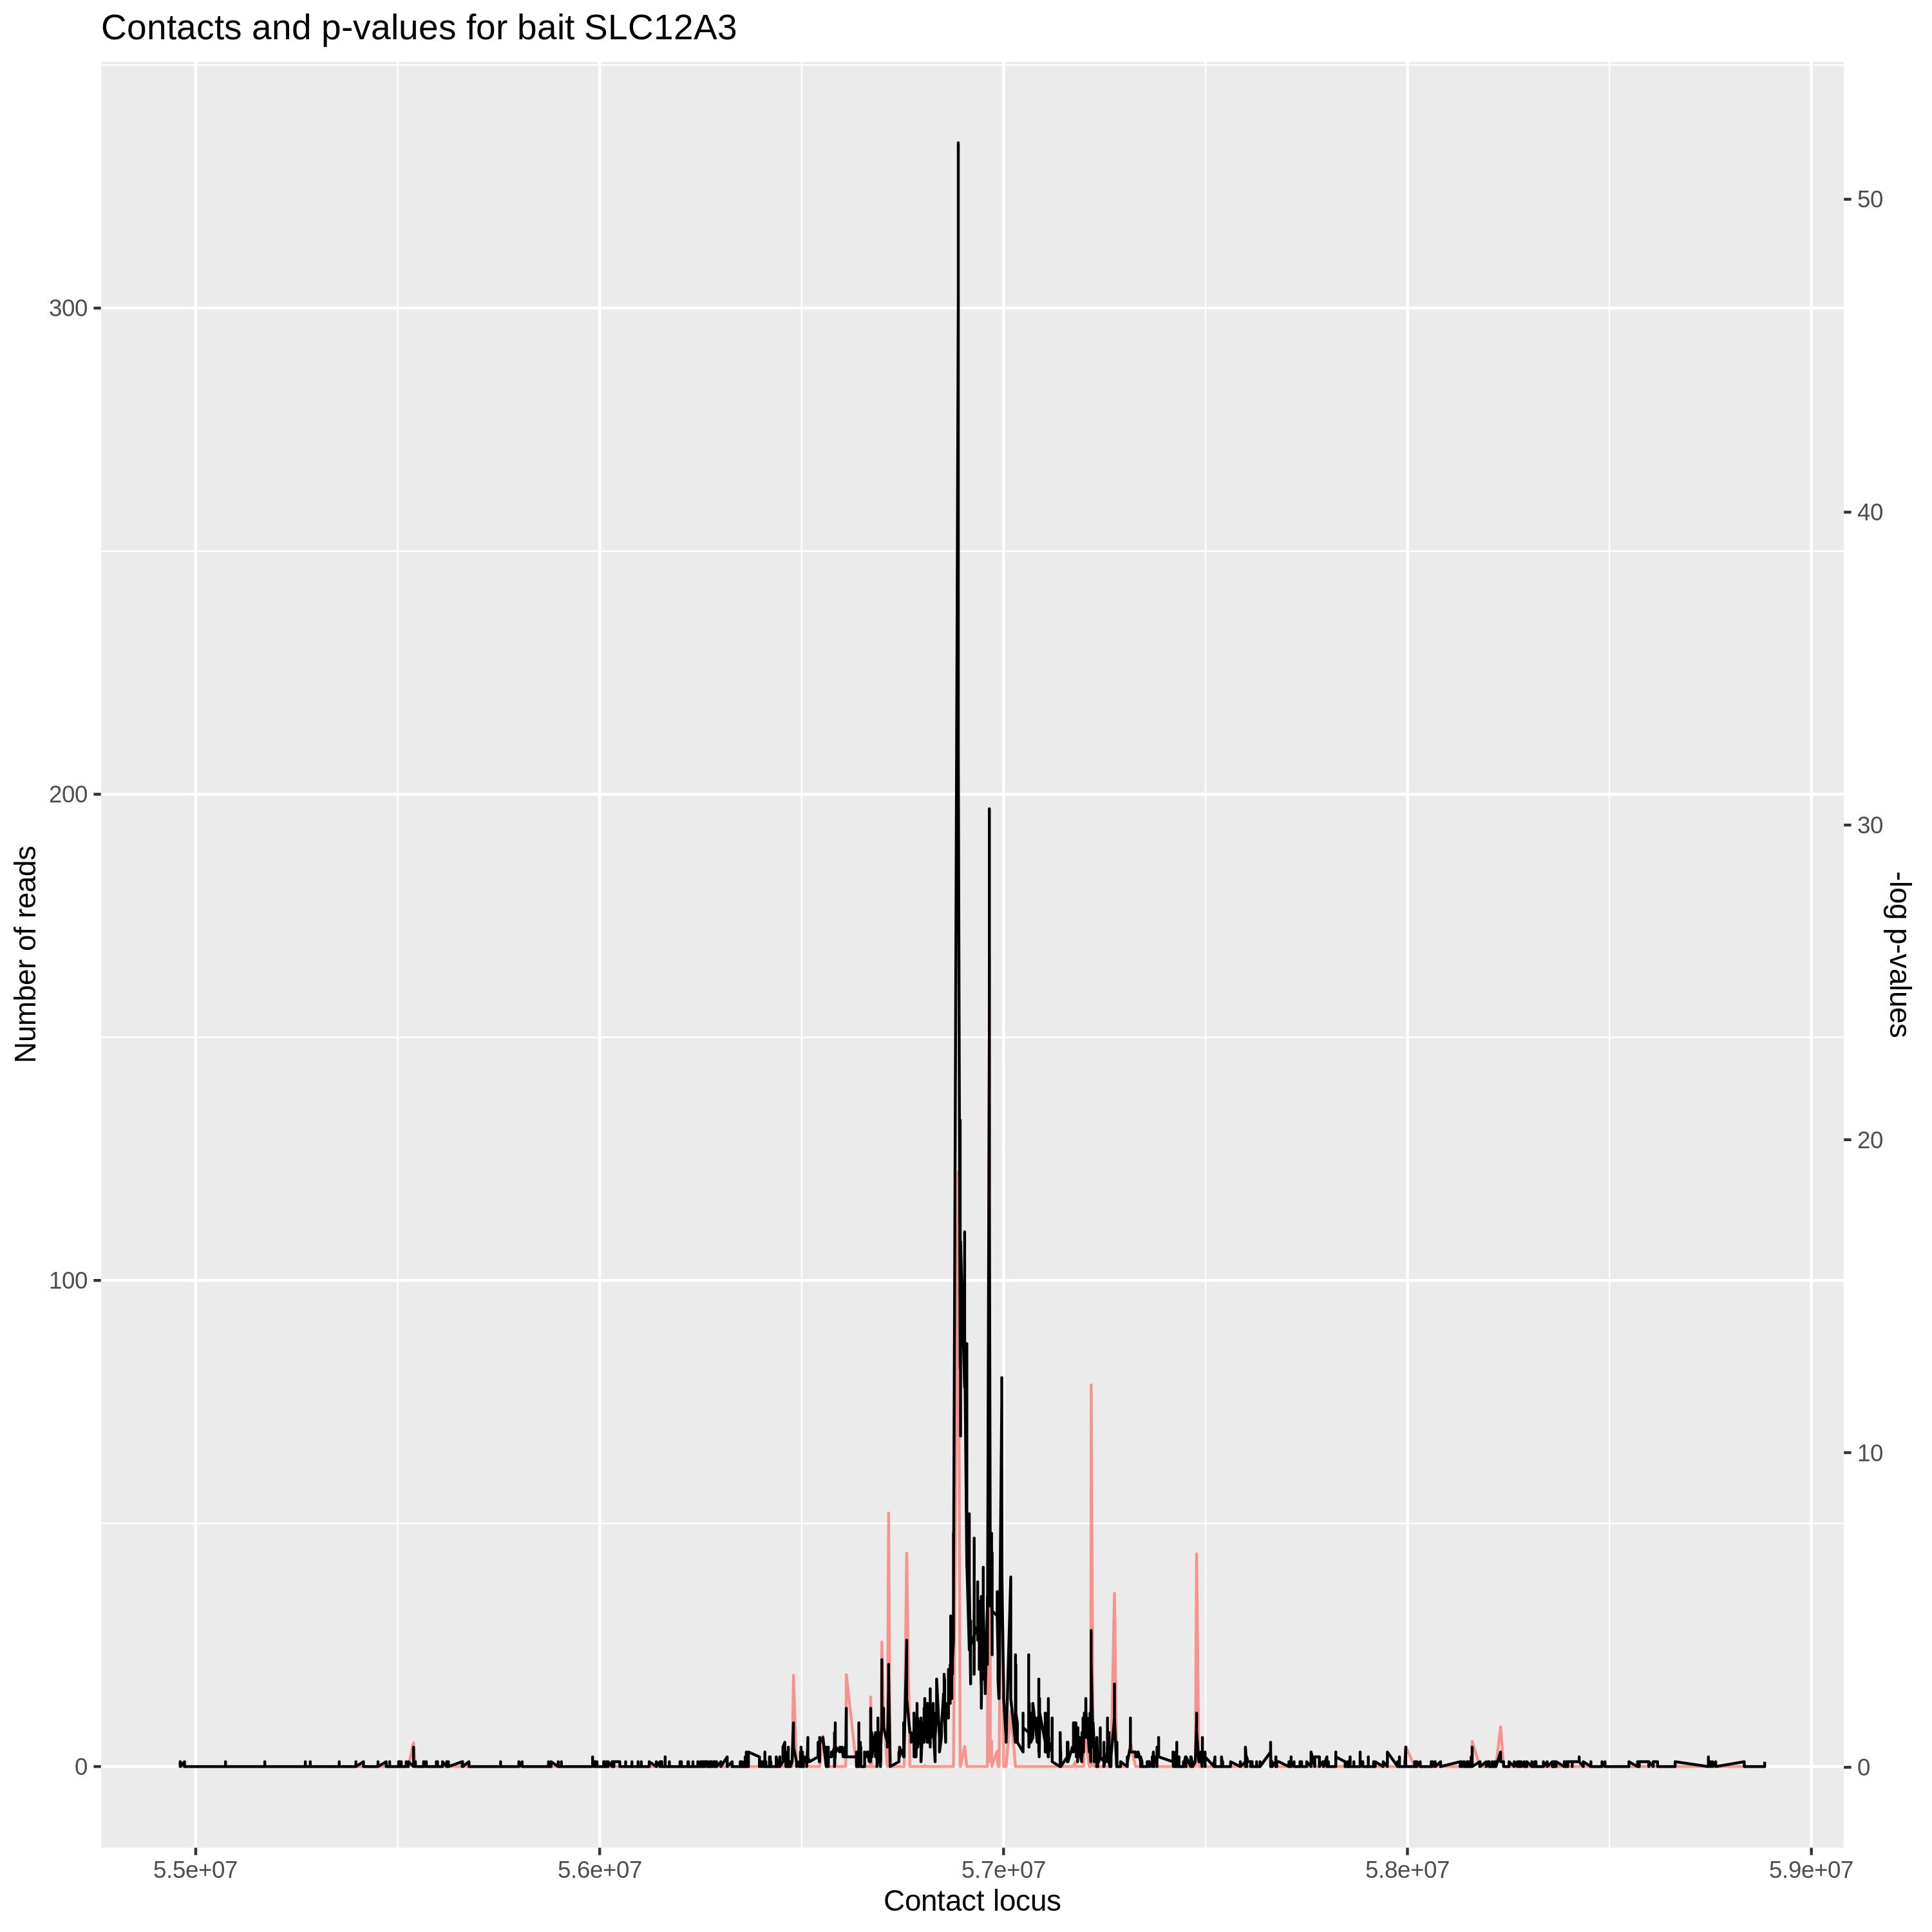 Contacts and p-values for bait SLC12A3
Number of reads
300
200
100
0
50
40
30
20
10
0
-log p-values
5.5e+07 5.6e+07 5.7e+07 5.8e+07 5.9e+07
Contact locus